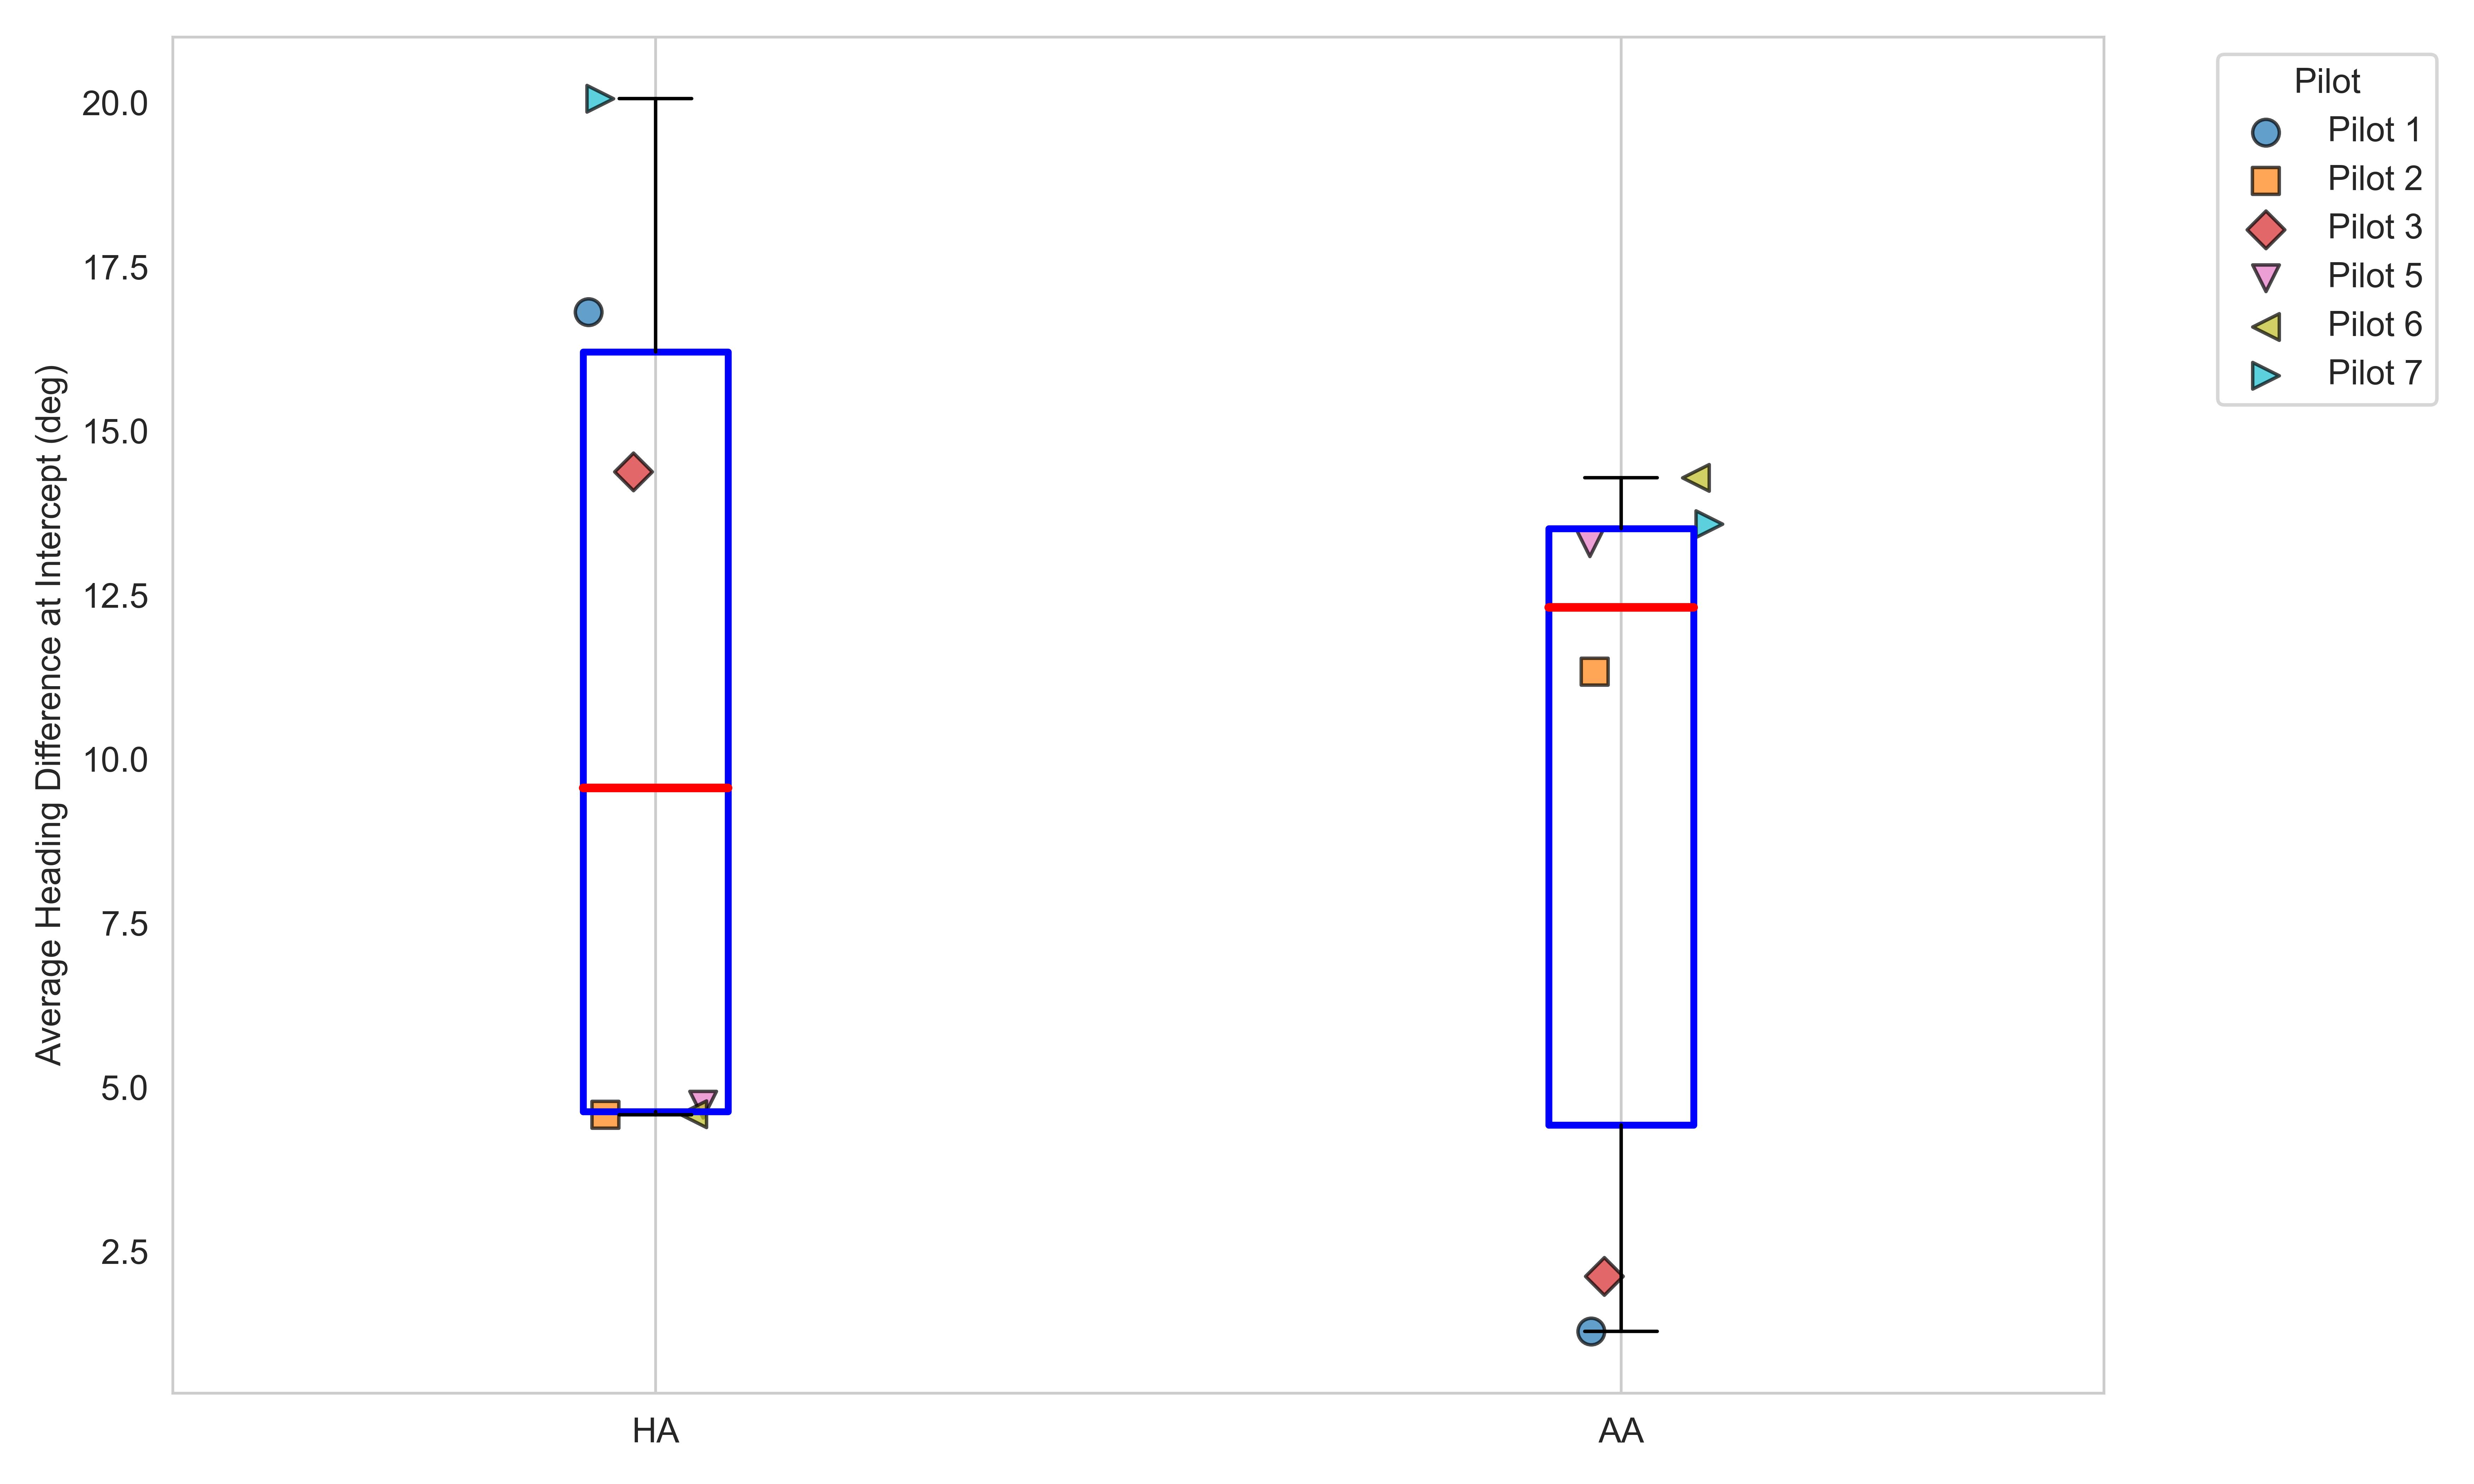 Average Heading Difference at Intercept (deg)
20.0
17.5
15.0
12.5
10.0
7.5
5.0
2.5
HA
AA
Pilot
Pilot 1
Pilot 2
Pilot 3
Pilot 5
Pilot 6
Pilot 7